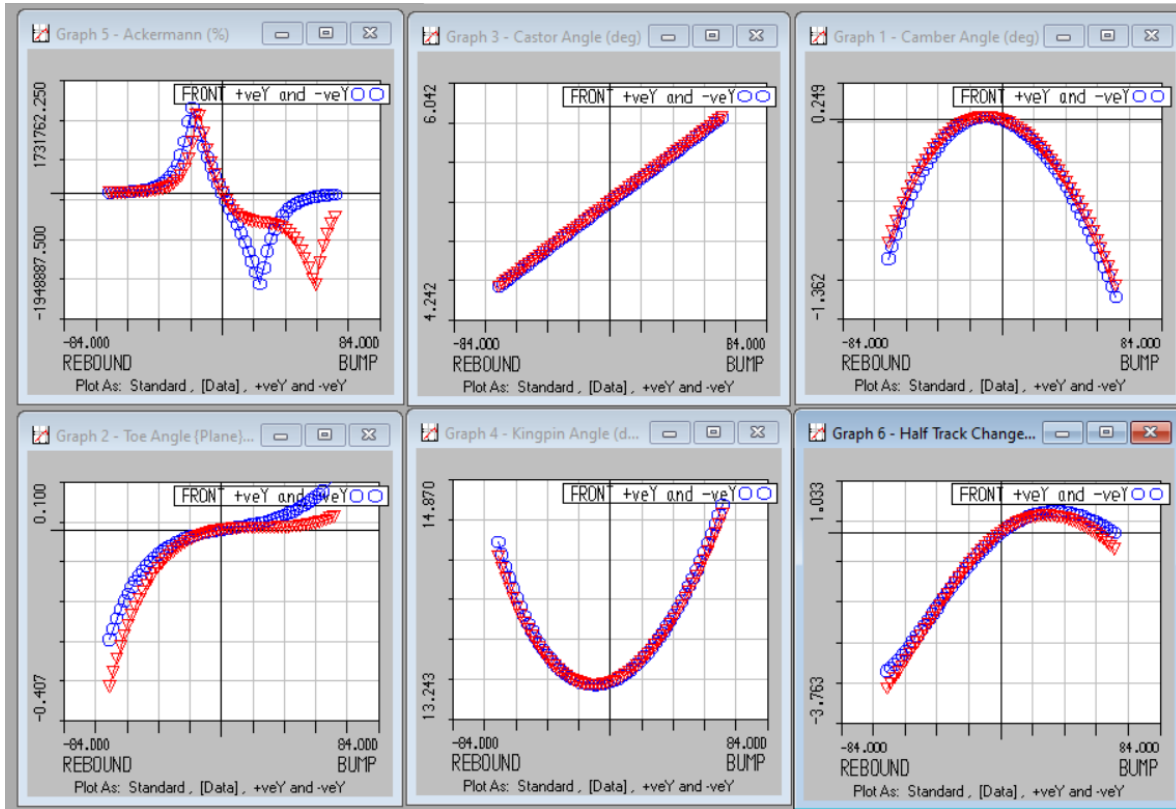 Graph 5 - Ackermann (%)
FRONT +veY and -veY
1731762.250
-1948887.500
-84.000
84.000
REBOUND
BUMP
Plot As: Standard , [Data] , +veY and -veY
Graph 3 - Castor Angle (deg)
FRONT +veY and -veY
6.042
4.242
-84.000
84.000
REBOUND
BUMP
Plot As: Standard , [Data] , +veY and -veY
Graph 1 - Camber Angle (deg)
FRONT +veY and -veY
0.249
-1.362
-84.000
84.000
REBOUND
BUMP
Plot As: Standard , [Data] , +veY and -veY
Graph 2 - Toe Angle {Plane}...
FRONT +veY and -veY
0.100
-0.407
-84.000
84.000
REBOUND
BUMP
Plot As: Standard , [Data] , +veY and -veY
Graph 4 - Kingpin Angle (d...
FRONT +veY and -veY
14.870
13.243
-84.000
84.000
REBOUND
BUMP
Plot As: Standard , [Data] , +veY and -veY
Graph 6 - Half Track Change...
FRONT +veY and -veY
1.033
-3.763
-84.000
84.000
REBOUND
BUMP
Plot As: Standard , [Data] , +veY and -veY